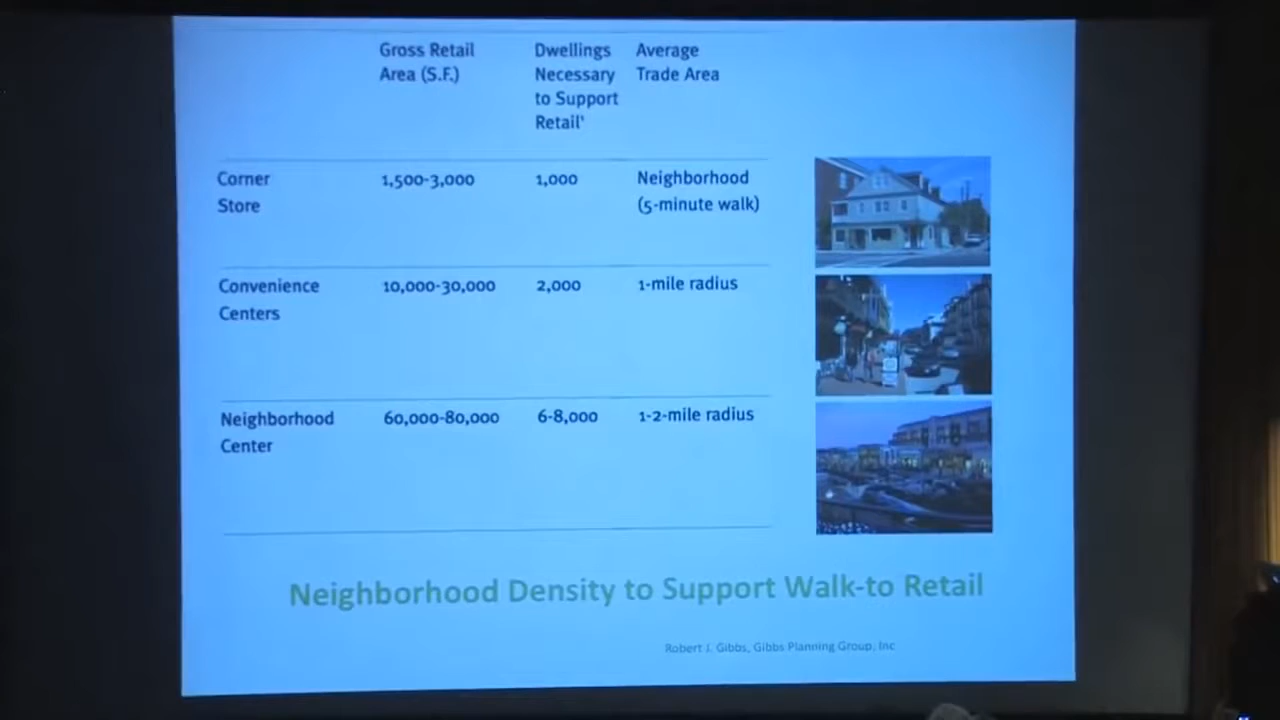 Gross Retail
Area (S.F.)
Dwellings
Necessary
to Support
Retail¹
Average
Trade Area
Corner
Store
1,500-3,000
1,000
Neighborhood
(5-minute walk)
Convenience
Centers
10,000-30,000
2,000
1-mile radius
Neighborhood
Center
60,000-80,000
6-8,000
1-2-mile radius
Neighborhood Density to Support Walk-to Retail
Robert J. Gibbs, Gibbs Planning Group, Inc